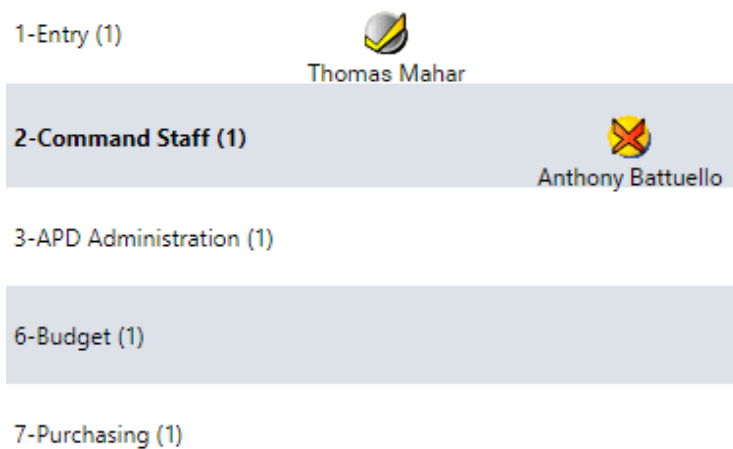 1-Entry (1)
Thomas Mahar
2-Command Staff (1)
Anthony Battuello
3-APD Administration (1)
6-Budget (1)
7-Purchasing (1)